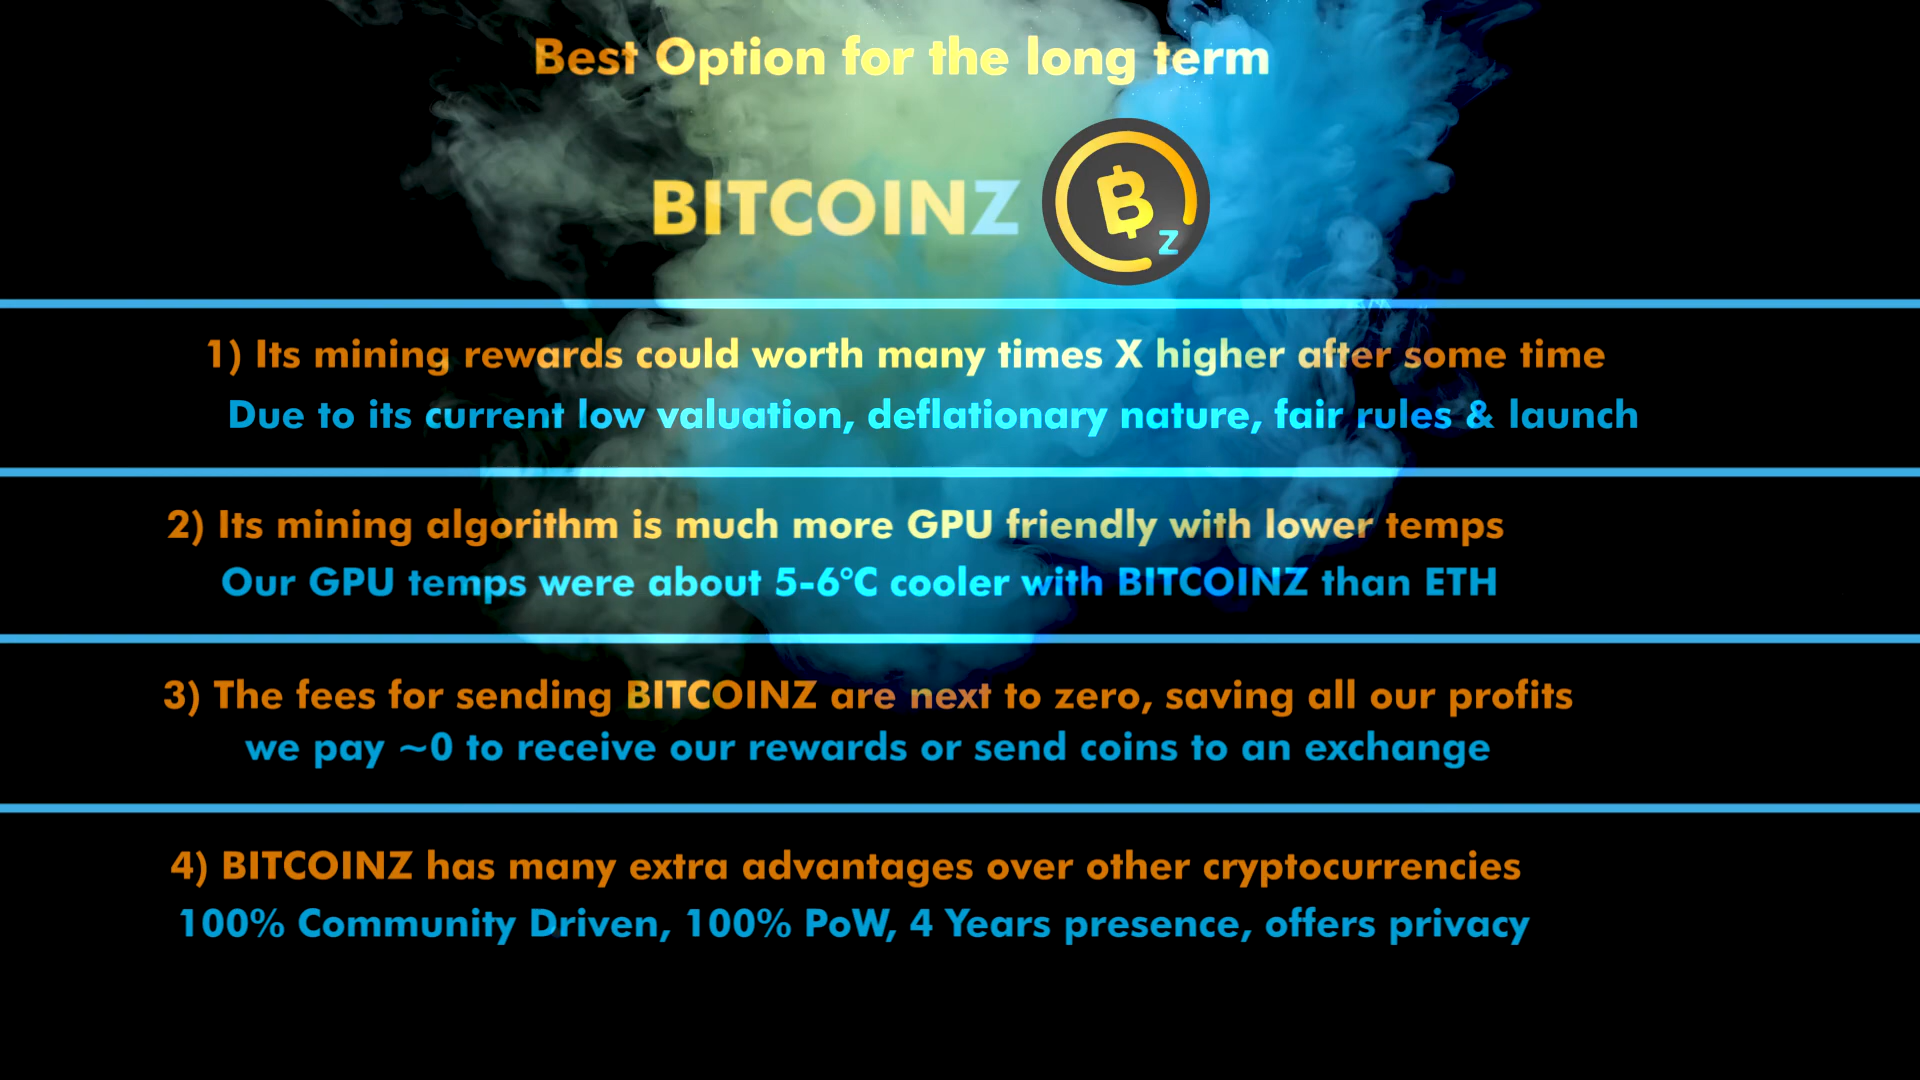 Best Option for the long term
BITCOINZ
B
Z
1) Its mining rewards could worth many times X higher after some time
Due to its current low valuation, deflationary nature, fair rules & launch
2) Its mining algorithm is much more GPU friendly with lower temps
Our GPU temps were about 5-6°C cooler with BITCOINZ than ETH
3) The fees for sending BITCOINZ are next to zero, saving all our profits
we pay ~0 to receive our rewards or send coins to an exchange
4) BITCOINZ has many extra advantages over other cryptocurrencies
100% Community Driven, 100% PoW, 4 Years presence, offers privacy